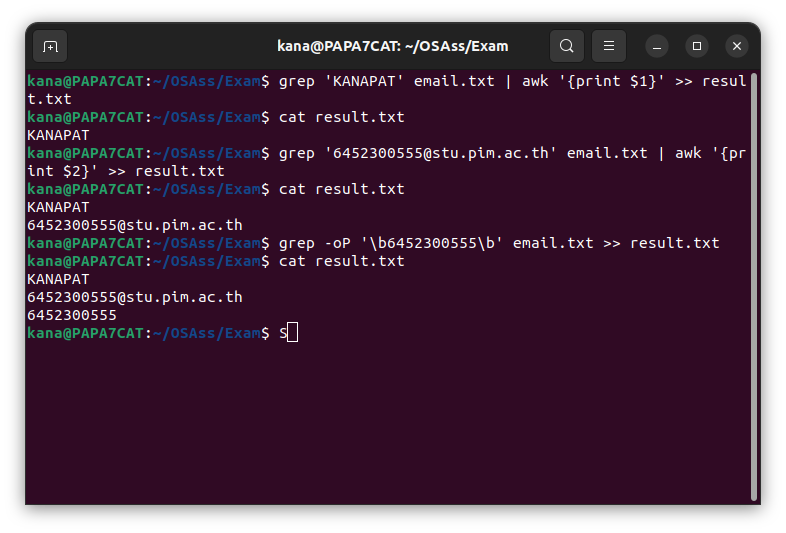 kana@PAPA7CAT: ~/OSAss/Exam
kana@PAPA7CAT:~/OSAss/Exam$ grep 'KANAPAT' email.txt | awk '{print $1}' >> resul
t.txt
kana@PAPA7CAT:~/OSAss/Exam$ cat result.txt
KANAPAT
kana@PAPA7CAT:~/OSAss/Exam$ grep '6452300555@stu.pim.ac.th' email.txt | awk '{pr
int $2}' >> result.txt
kana@PAPA7CAT:~/OSAss/Exam$ cat result.txt
KANAPAT
6452300555@stu.pim.ac.th
kana@PAPA7CAT:~/OSAss/Exam$ grep -oP '\b6452300555\b' email.txt >> result.txt
kana@PAPA7CAT:~/OSAss/Exam$ cat result.txt
KANAPAT
6452300555@stu.pim.ac.th
6452300555
kana@PAPA7CAT:~/OSAss/Exam$ S